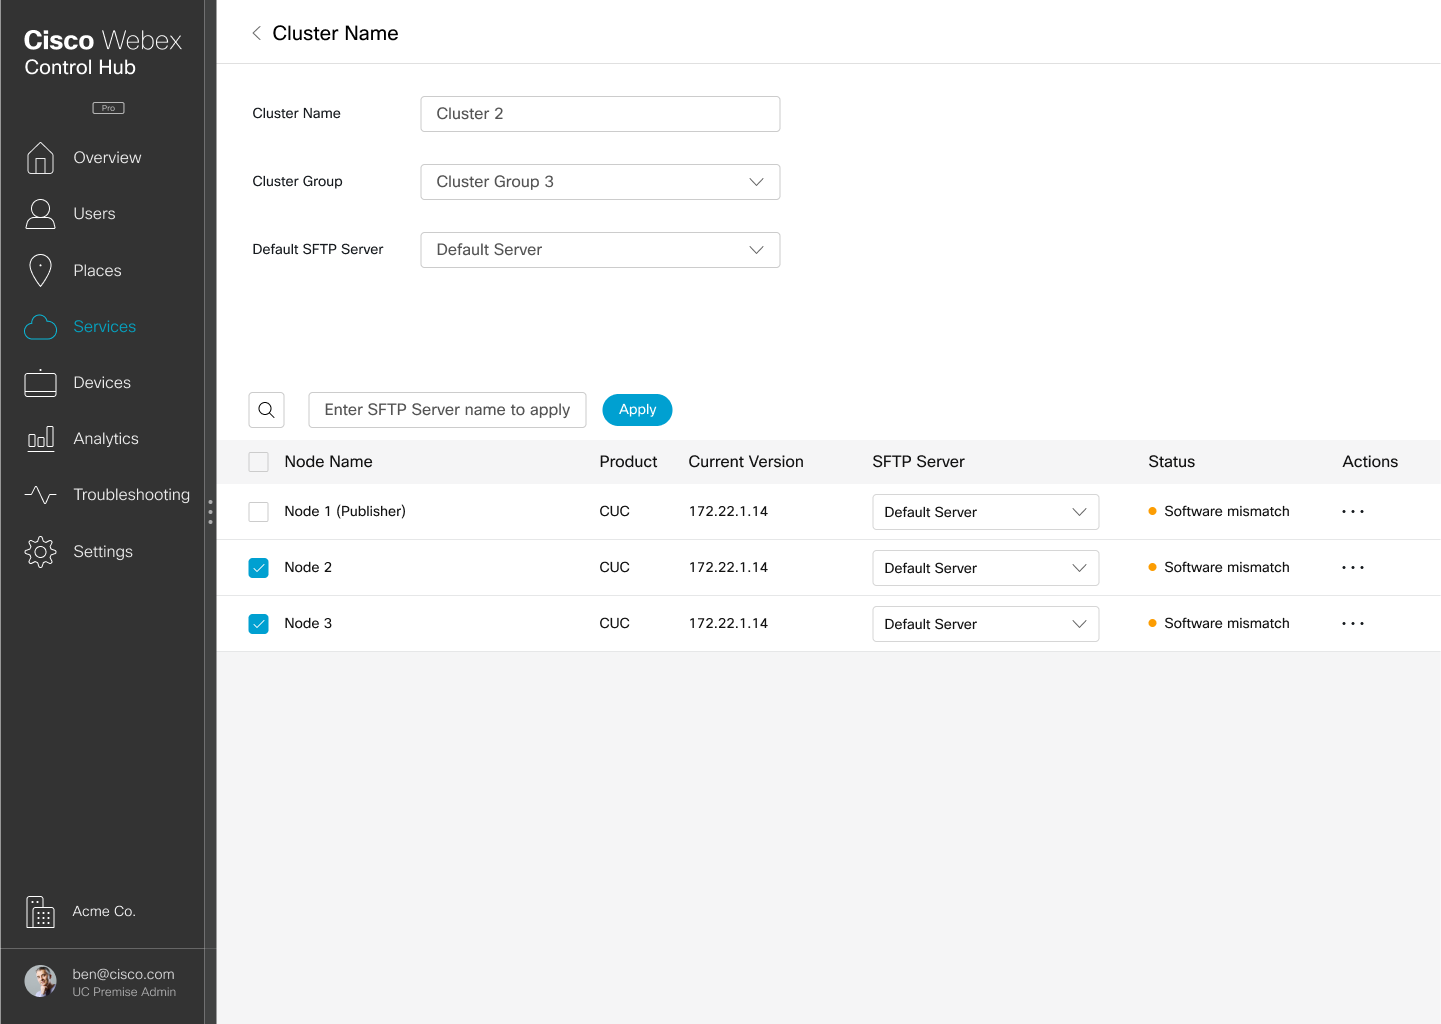 Cisco Webex
Control Hub
Pro
Overview
Users
Places
Services
Devices
Analytics
Troubleshooting
Settings
Acme Co.
ben@cisco.com
UC Premise Admin
Cluster Name
Cluster Name Cluster 2
Cluster Group Cluster Group 3
Default SFTP Server Default Server
Enter SFTP Server name to apply Apply
Node Name Product Current Version SFTP Server Status Actions
Node 1 (Publisher) CUC 172.22.1.14 Default Server Software mismatch
Node 2 CUC 172.22.1.14 Default Server Software mismatch
Node 3 CUC 172.22.1.14 Default Server Software mismatch